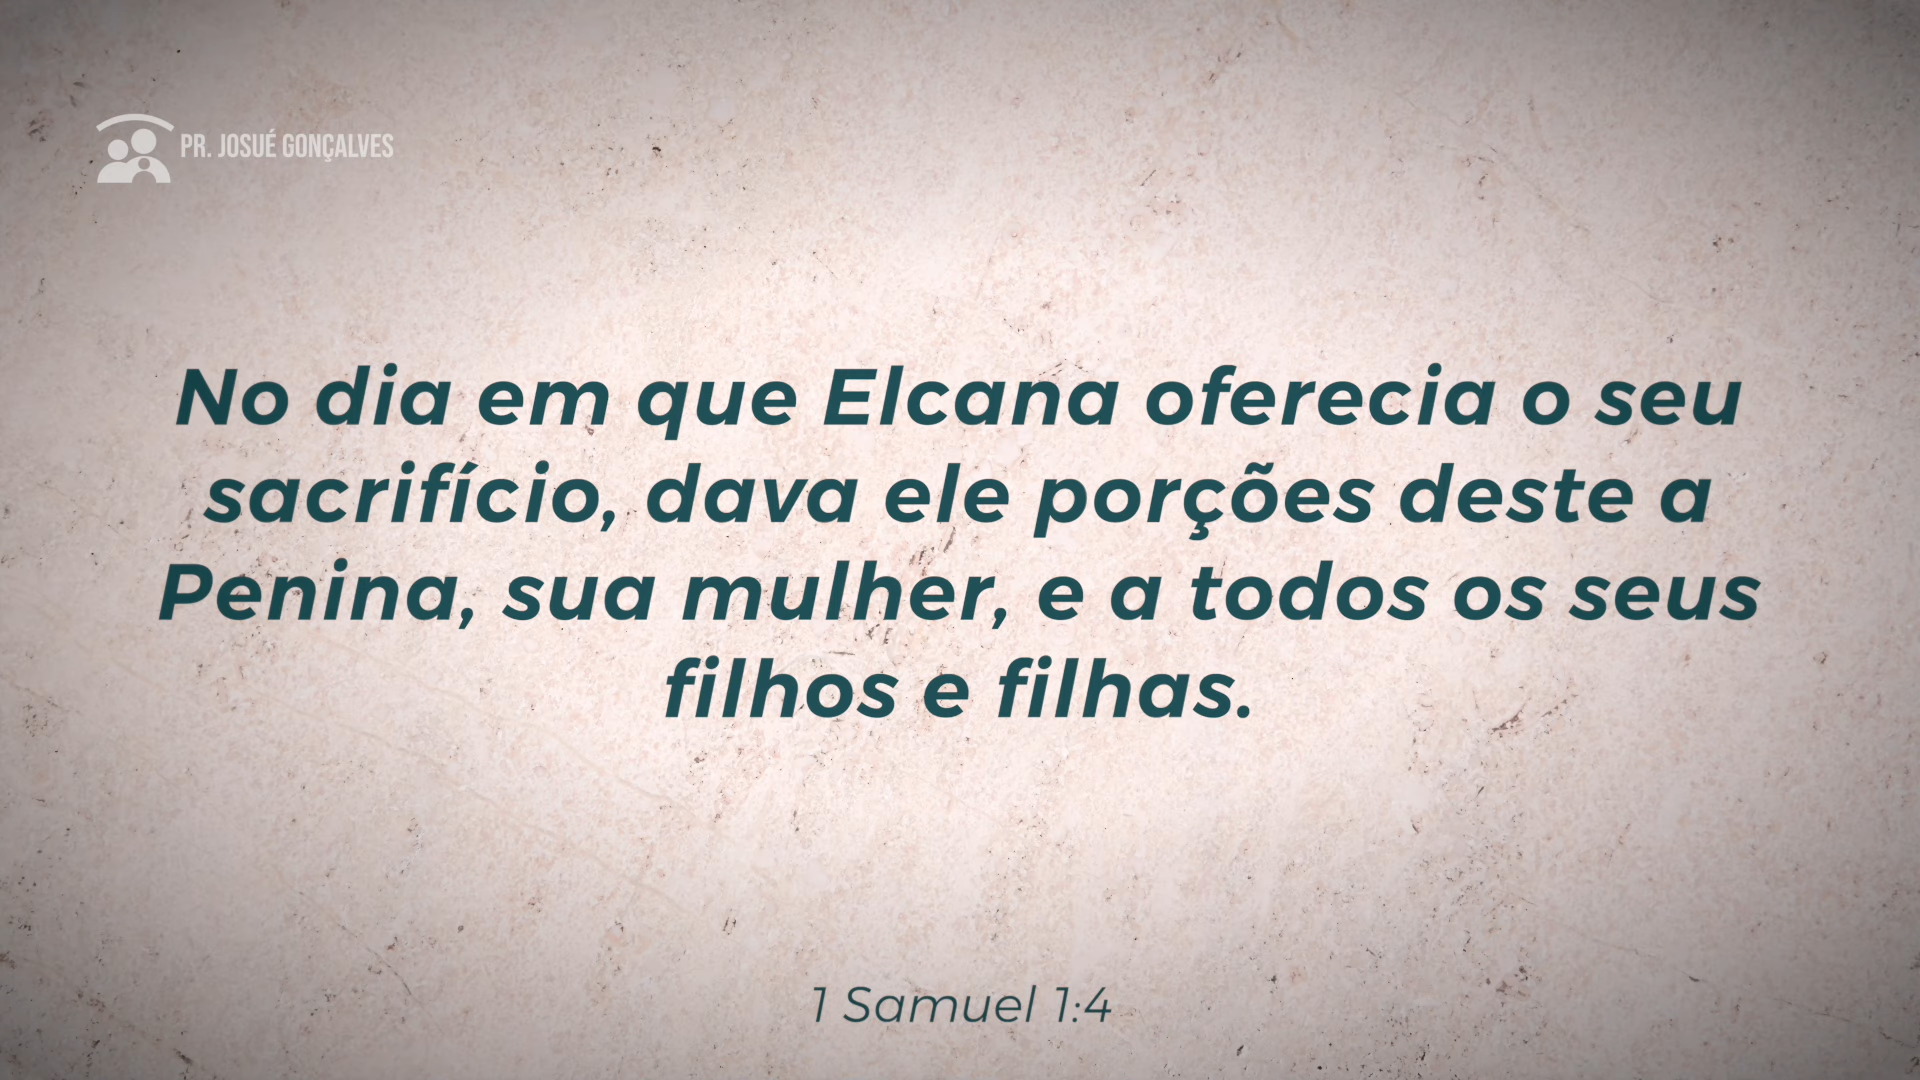 PR. JOSUÉ GONÇALVES
No dia em que Elcana oferecia o seu
sacrifício, dava ele porções deste a
Penina, sua mulher, e a todos os seus
filhos e filhas.
1 Samuel 1:4